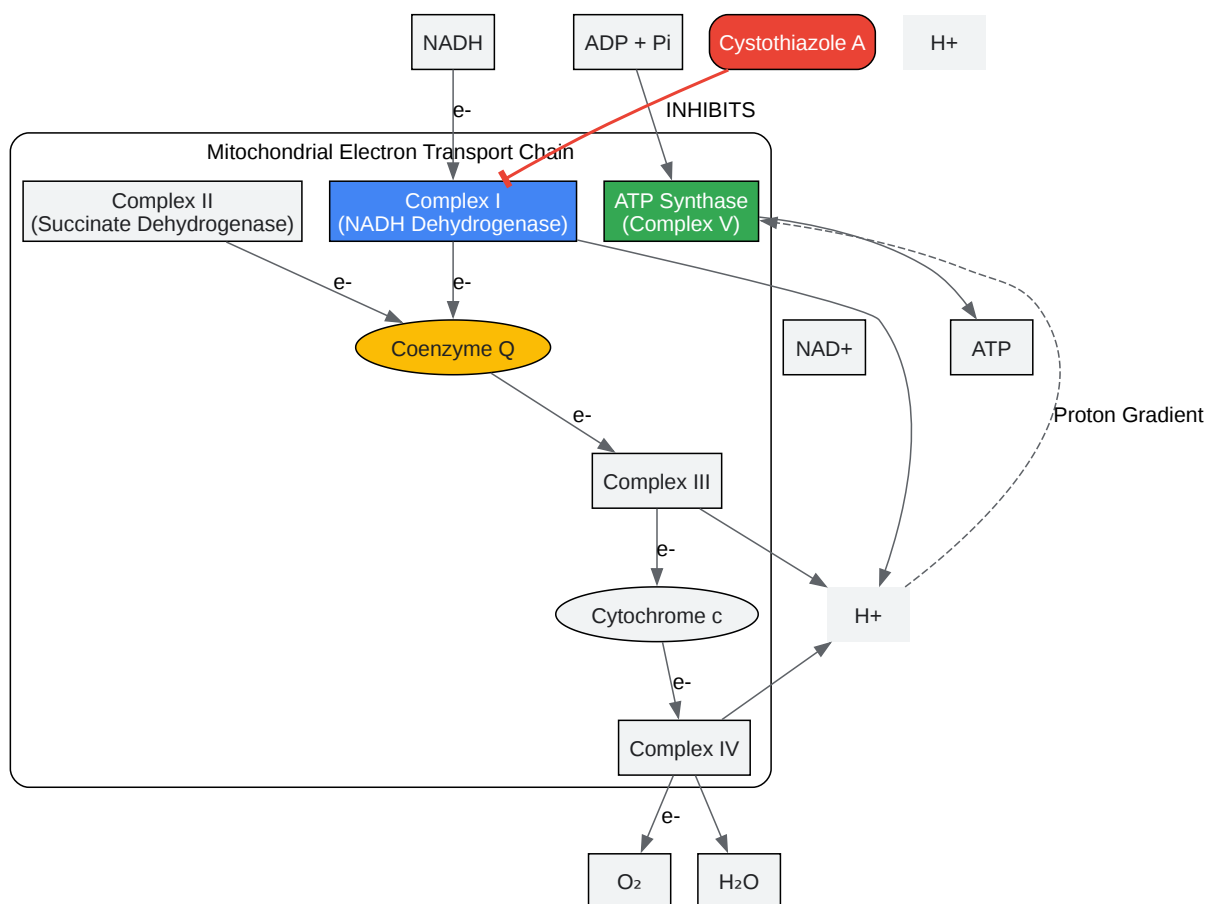 NADH
ADP + Pi
Cystothiazole A
H+
e-
INHIBITS
Mitochondrial Electron Transport Chain
Complex II
(Succinate Dehydrogenase)
Complex I
(NADH Dehydrogenase)
ATP Synthase
(Complex V)
e-
e-
Coenzyme Q
NAD+
ATP
e-
Proton Gradient
Complex III
e-
Cytochrome c
H+
e-
Complex IV
e-
O₂
H₂O